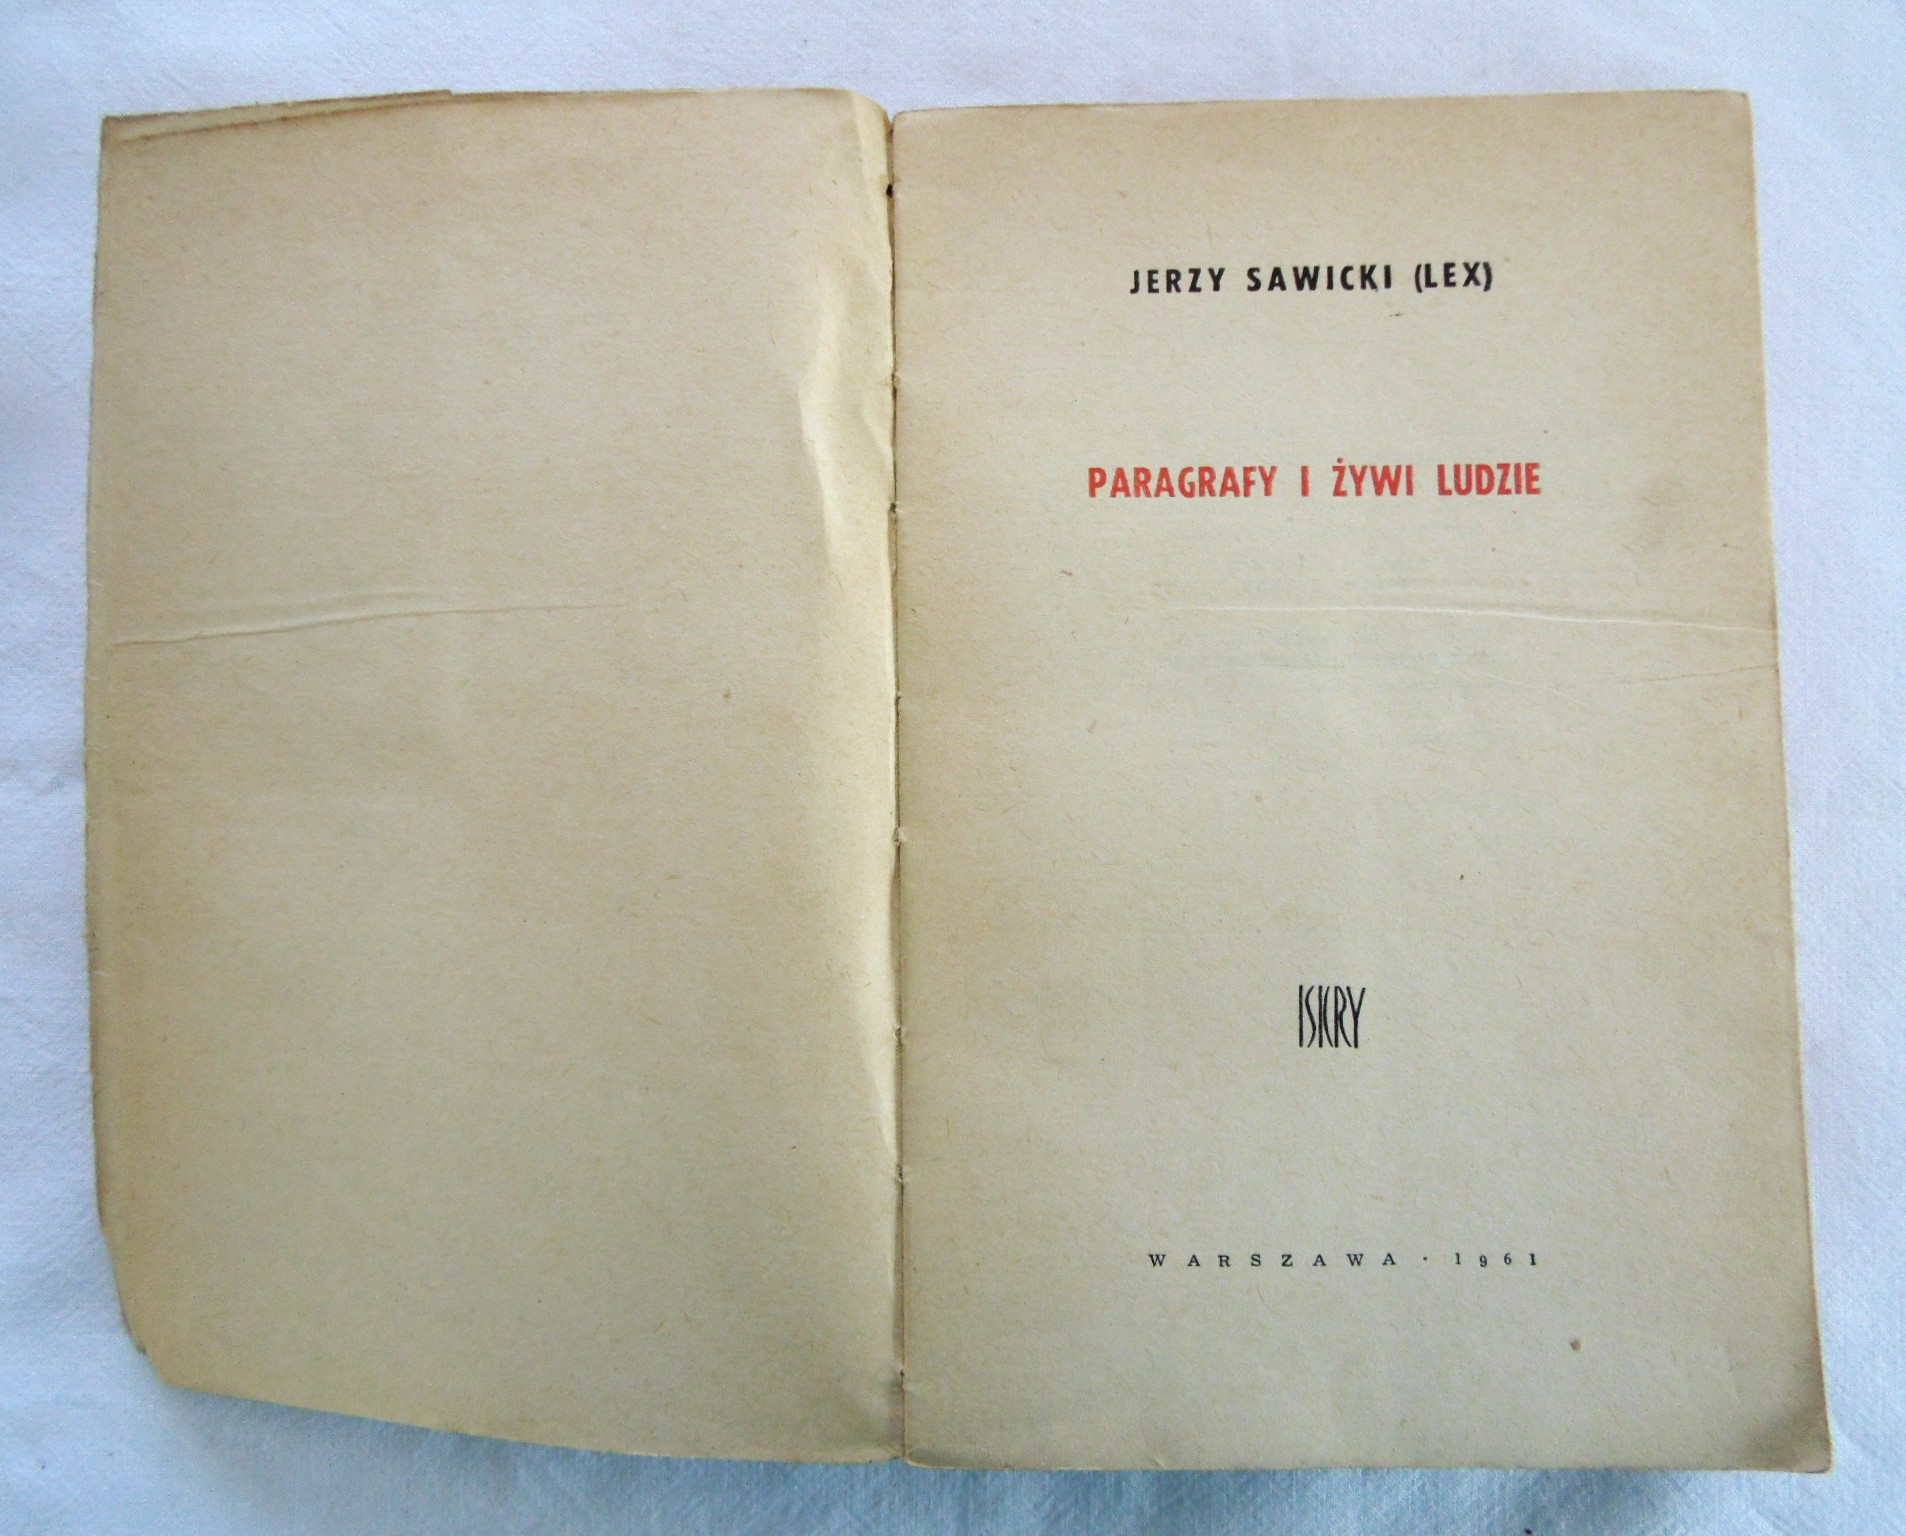 JERZY SAWICKI (LEX)
PARAGRAFY I ŻYWI LUDZIE
ISKRY
WARSZAWA · 1961